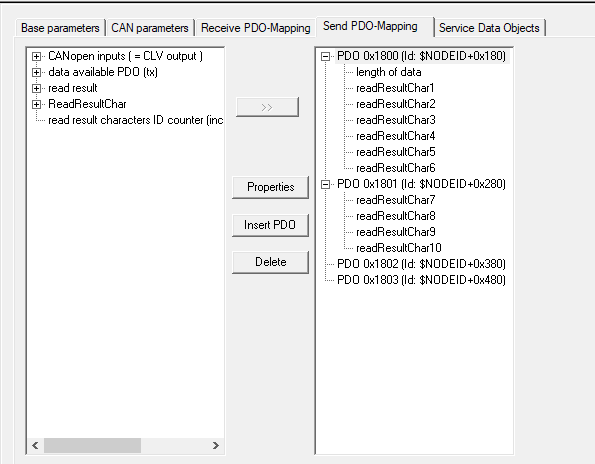 Base parameters CAN parameters Receive PDO-Mapping Send PDO-Mapping Service Data Objects
CANopen inputs ( = CLV output )
data available PDO (tx)
read result
ReadResultChar
read result characters ID counter (inc
>>
Properties
Insert PDO
Delete
PDO 0x1800 (Id: $NODEID+0x180)
length of data
readResultChar1
readResultChar2
readResultChar3
readResultChar4
readResultChar5
readResultChar6
PDO 0x1801 (Id: $NODEID+0x280)
readResultChar7
readResultChar8
readResultChar9
readResultChar10
PDO 0x1802 (Id: $NODEID+0x380)
PDO 0x1803 (Id: $NODEID+0x480)